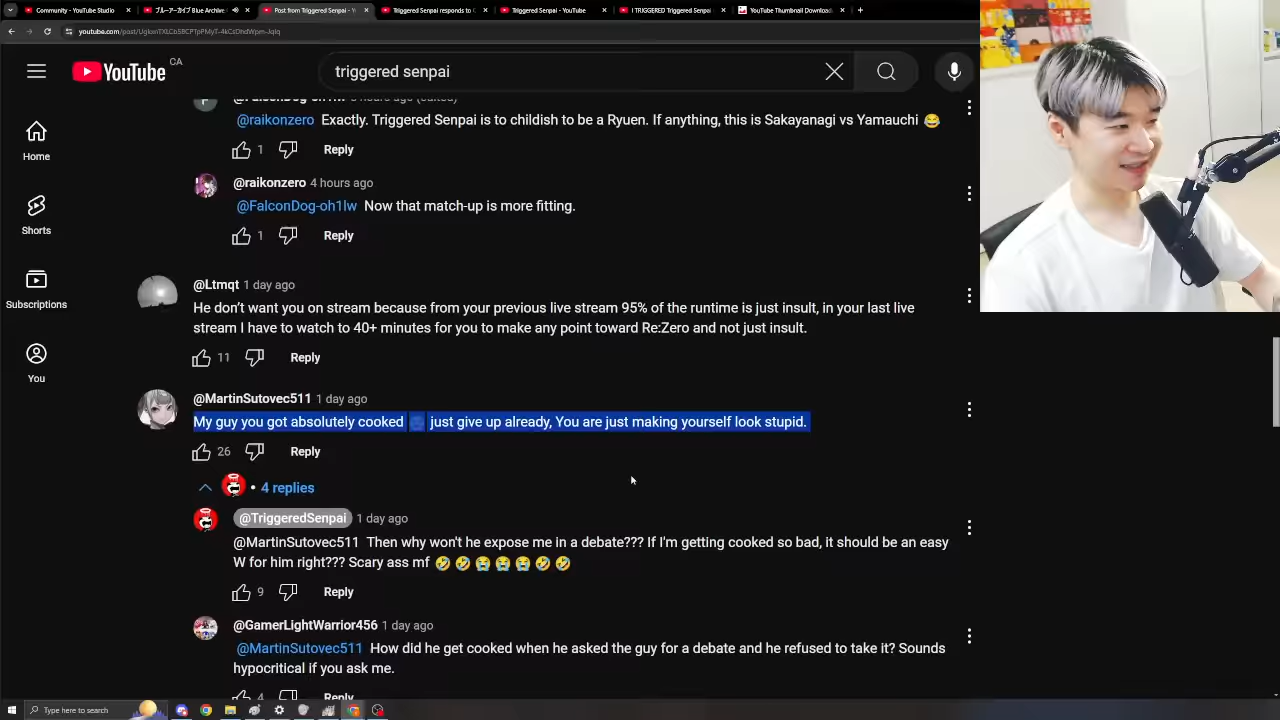 Community - YouTube Studio
ブルーアーカイブ Blue Archive
Post from Triggered Senpai - Y
Triggered Senpai responds to C
Triggered Senpai - YouTube
I TRIGGERED Triggered Senpai
YouTube Thumbnail Download
YouTube CA
triggered senpai
Home
Shorts
Subscriptions
You
@raikonzero Exactly. Triggered Senpai is to childish to be a Ryuen. If anything, this is Sakayanagi vs Yamauchi 😂
1 Reply
@raikonzero 4 hours ago
@FalconDog-oh1lw Now that match-up is more fitting.
1 Reply
@Ltmqt 1 day ago
He don't want you on stream because from your previous live stream 95% of the runtime is just insult, in your last live
stream I have to watch to 40+ minutes for you to make any point toward Re:Zero and not just insult.
11 Reply
@MartinSutovec511 1 day ago
My guy you got absolutely cooked just give up already, You are just making yourself look stupid.
26 Reply
4 replies
@TriggeredSenpai 1 day ago
@MartinSutovec511 Then why won't he expose me in a debate??? If I'm getting cooked so bad, it should be an easy
W for him right??? Scary ass mf 🤣🤣😭😭😭🤣🤣
9 Reply
@GamerLightWarrior456 1 day ago
@MartinSutovec511 How did he get cooked when he asked the guy for a debate and he refused to take it? Sounds
hypocritical if you ask me.
4 Reply
Type here to search